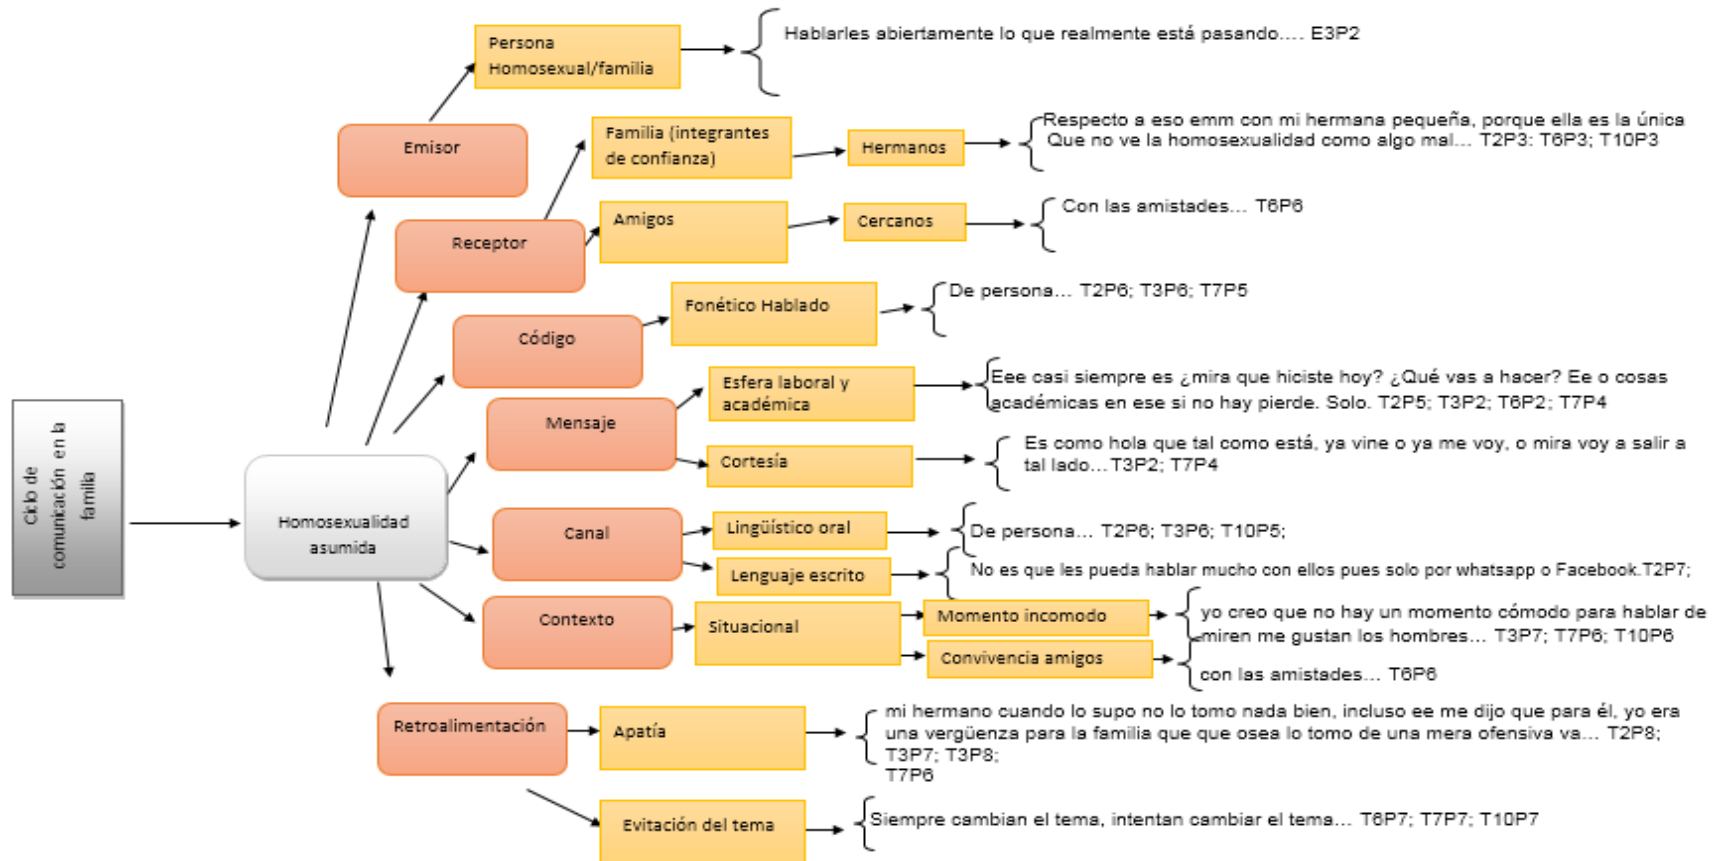 Ciclo de
comunicación en la
familia
Homosexualidad
asumida
Emisor
Persona
Homosexual/familia
Hablarles abiertamente lo que realmente está pasando…. E3P2
Receptor
Familia (integrantes
de confianza)
Hermanos
Respecto a eso emm con mi hermana pequeña, porque ella es la única
Que no ve la homosexualidad como algo mal… T2P3: T6P3; T10P3
Amigos
Cercanos
Con las amistades… T6P6
Código
Fonético Hablado
De persona… T2P6; T3P6; T7P5
Mensaje
Esfera laboral y
académica
Eee casi siempre es ¿mira que hiciste hoy? ¿Qué vas a hacer? Ee o cosas
académicas en ese si no hay pierde. Solo. T2P5; T3P2; T6P2; T7P4
Cortesía
Es como hola que tal como está, ya vine o ya me voy, o mira voy a salir a
tal lado… T3P2; T7P4
Canal
Lingüístico oral
De persona… T2P6; T3P6; T10P5;
Lenguaje escrito
No es que les pueda hablar mucho con ellos pues solo por whatsapp o Facebook.T2P7;
Contexto
Situacional
Momento incomodo
yo creo que no hay un momento cómodo para hablar de
miren me gustan los hombres… T3P7; T7P6; T10P6
Convivencia amigos
con las amistades… T6P6
Retroalimentación
Apatía
mi hermano cuando lo supo no lo tomo nada bien, incluso ee me dijo que para él, yo era
una vergüenza para la familia que que osea lo tomo de una mera ofensiva va… T2P8;
T3P7; T3P8;
T7P6
Evitación del tema
Siempre cambian el tema, intentan cambiar el tema… T6P7; T7P7; T10P7